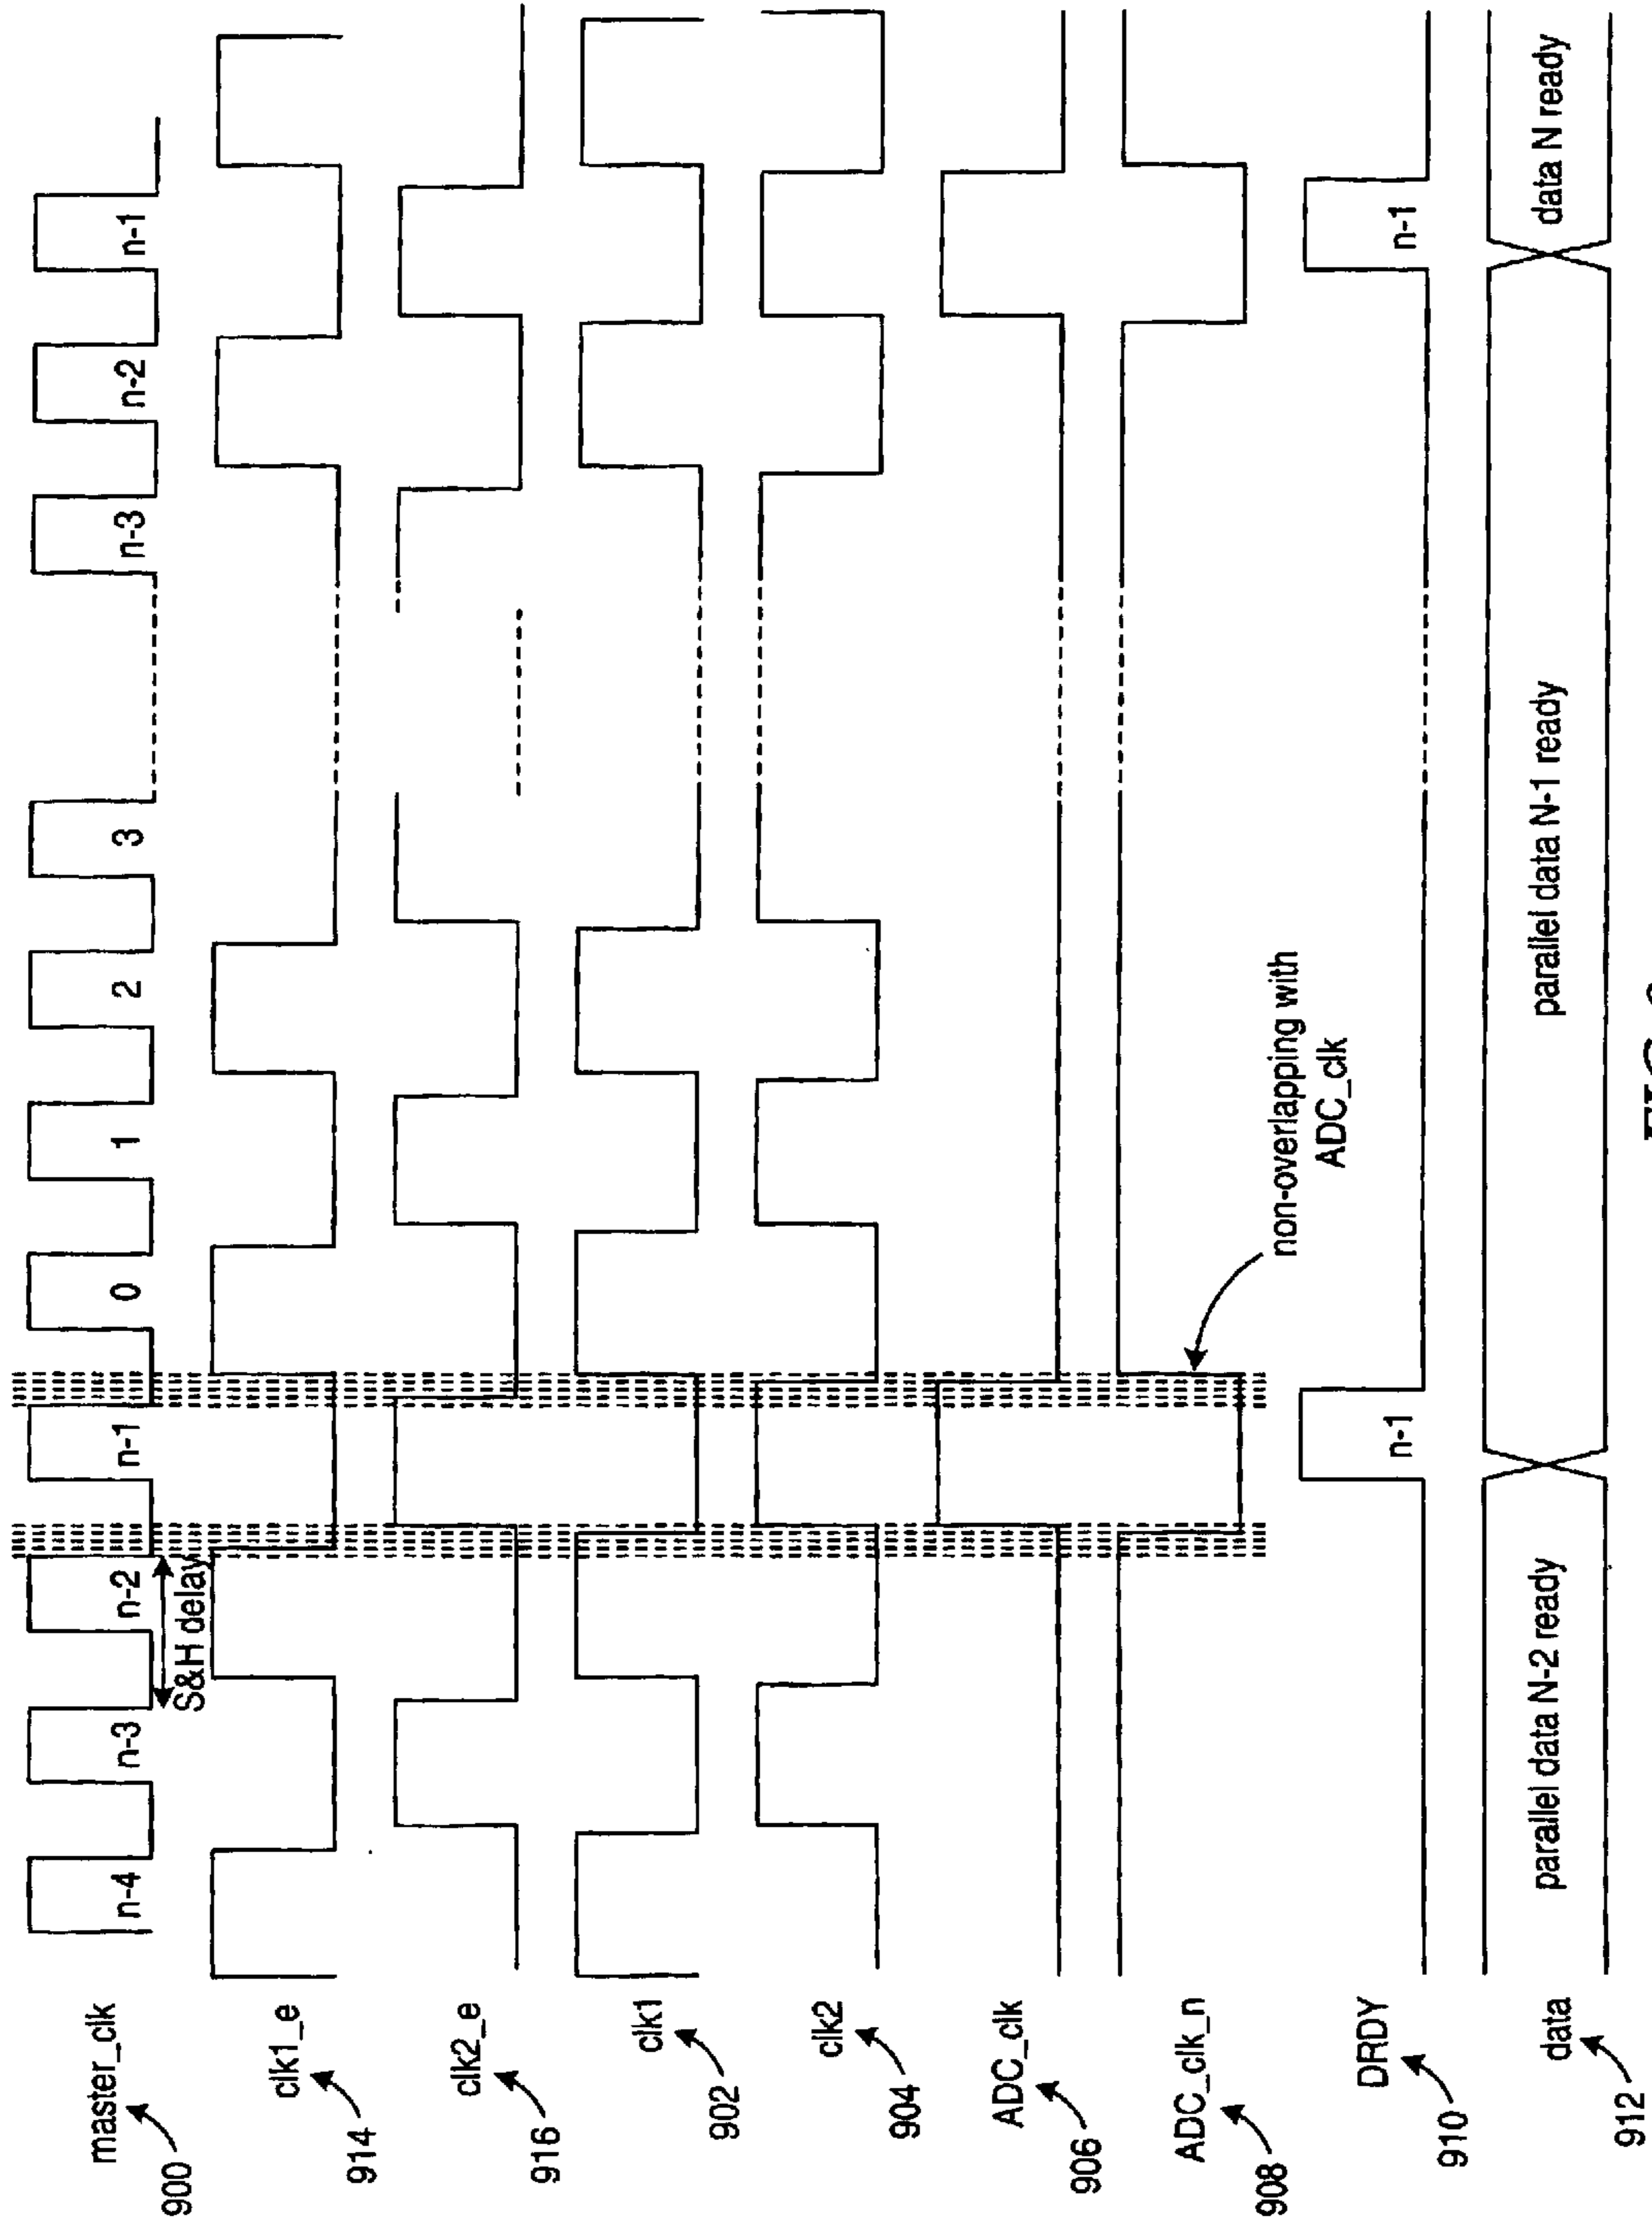 master_clk
900
n-4
n-3
n-2
n-1
0
1
2
3
n-3
n-2
n-1
S&H delay
clk1_e
914
clk2_e
916
clk1
902
clk2
904
ADC_clk
906
ADC_clk_n
908
non-overlapping with
ADC_clk
DRDY
910
n-1
n-1
data
912
parallel data N-2 ready
parallel data N-1 ready
data N ready